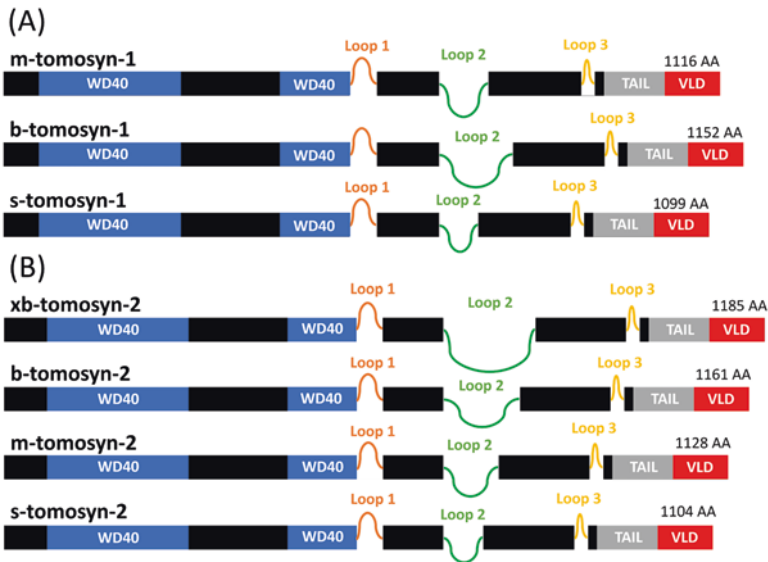 (A)
m-tomosyn-1
Loop 1
Loop 2
Loop 3
1116 AA
WD40
WD40
TAIL
VLD
b-tomosyn-1
Loop 2
Loop 3
1152 AA
WD40
WD40
TAIL
VLD
s-tomosyn-1
Loop 1
Loop 2
Loop 3
1099 AA
WD40
WD40
TAIL
VLD
(B)
xb-tomosyn-2
Loop 1
Loop 2
Loop 3
1185 AA
WD40
WD40
TAIL
VLD
b-tomosyn-2
Loop 1
Loop 2
Loop 3
1161 AA
WD40
WD40
TAIL
VLD
m-tomosyn-2
Loop 1
Loop 2
Loop 3
1128 AA
WD40
WD40
TAIL
VLD
s-tomosyn-2
Loop 1
Loop 2
Loop 3
1104 AA
WD40
WD40
TAIL
VLD